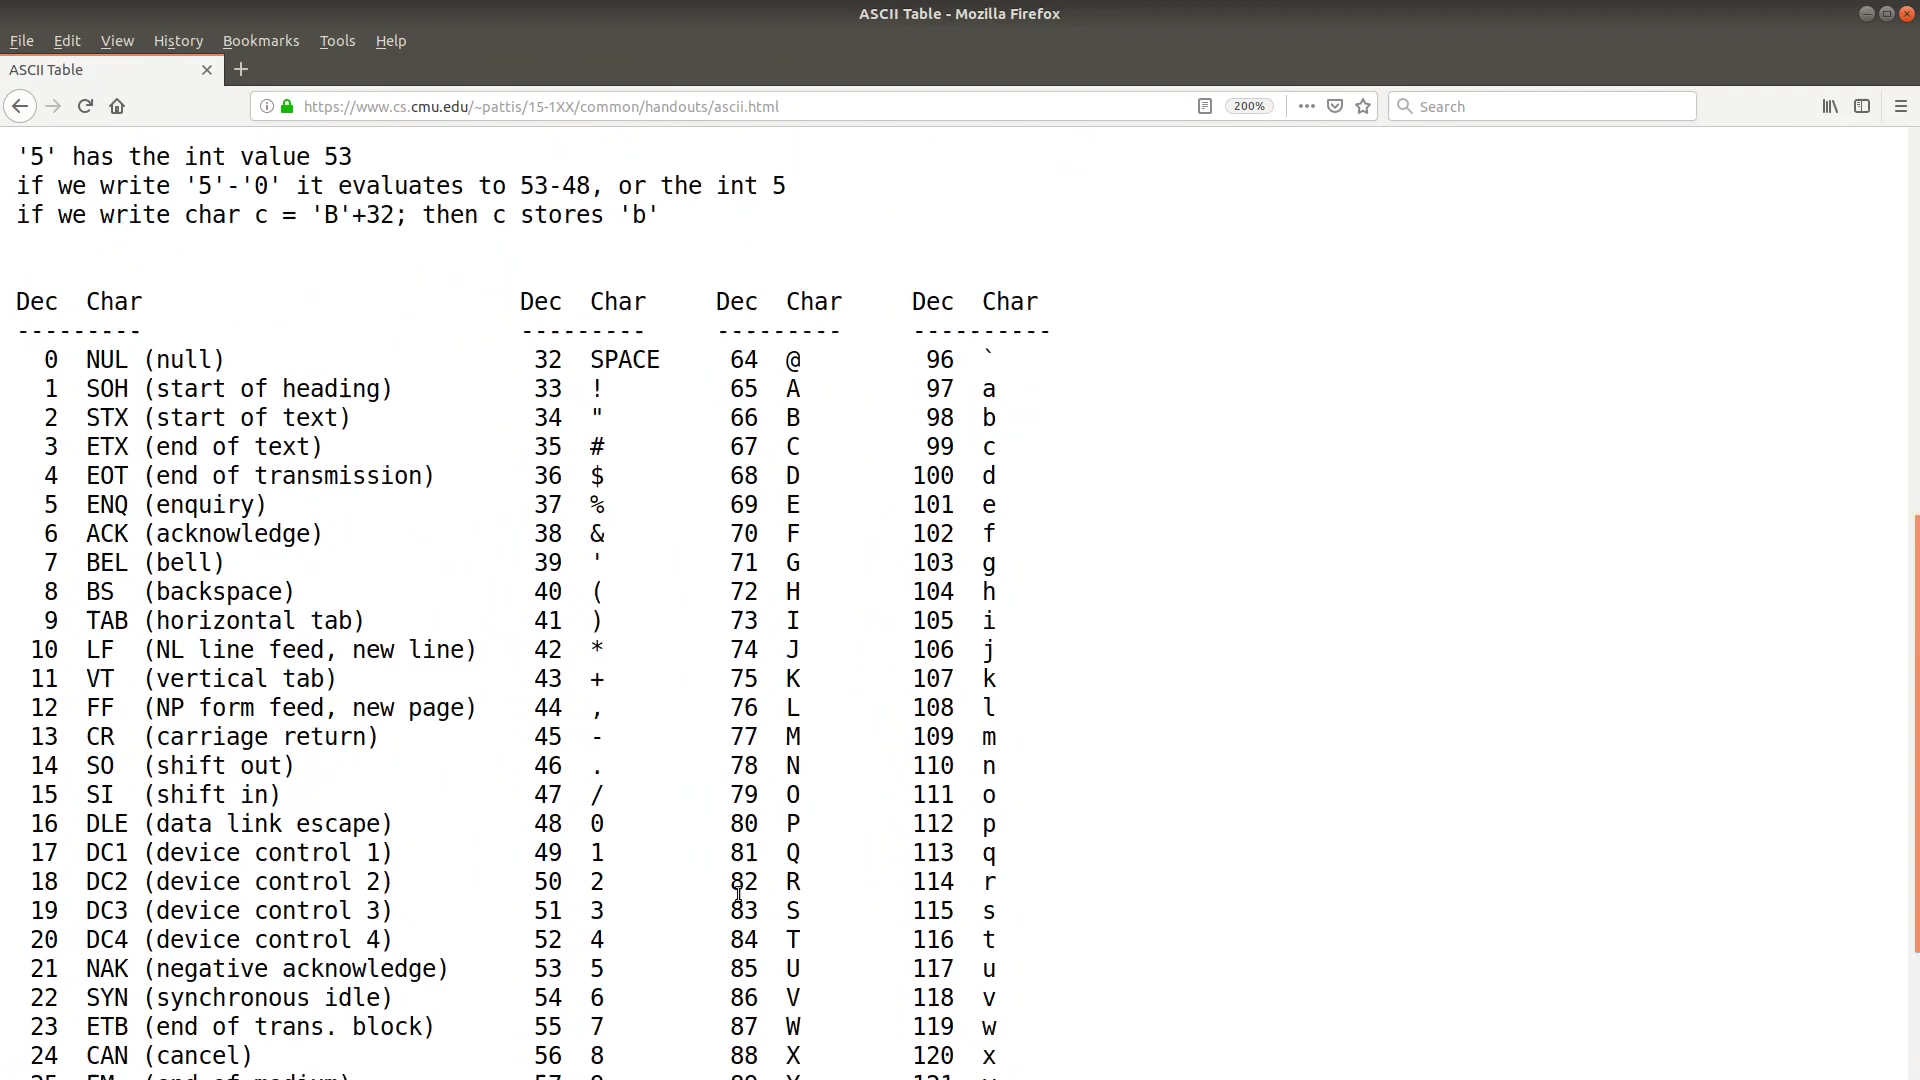 ASCII Table - Mozilla Firefox
File Edit View History Bookmarks Tools Help
ASCII Table
https://www.cs.cmu.edu/~pattis/15-1XX/common/handouts/ascii.html 200% Search
'5' has the int value 53
if we write '5'-'0' it evaluates to 53-48, or the int 5
if we write char c = 'B'+32; then c stores 'b'
Dec Char Dec Char Dec Char Dec Char
--------- --------- --------- ----------
0 NUL (null) 32 SPACE 64 @ 96 `
1 SOH (start of heading) 33 ! 65 A 97 a
2 STX (start of text) 34 " 66 B 98 b
3 ETX (end of text) 35 # 67 C 99 c
4 EOT (end of transmission) 36 $ 68 D 100 d
5 ENQ (enquiry) 37 % 69 E 101 e
6 ACK (acknowledge) 38 & 70 F 102 f
7 BEL (bell) 39 ' 71 G 103 g
8 BS (backspace) 40 ( 72 H 104 h
9 TAB (horizontal tab) 41 ) 73 I 105 i
10 LF (NL line feed, new line) 42 * 74 J 106 j
11 VT (vertical tab) 43 + 75 K 107 k
12 FF (NP form feed, new page) 44 , 76 L 108 l
13 CR (carriage return) 45 - 77 M 109 m
14 SO (shift out) 46 . 78 N 110 n
15 SI (shift in) 47 / 79 O 111 o
16 DLE (data link escape) 48 0 80 P 112 p
17 DC1 (device control 1) 49 1 81 Q 113 q
18 DC2 (device control 2) 50 2 82 R 114 r
19 DC3 (device control 3) 51 3 83 S 115 s
20 DC4 (device control 4) 52 4 84 T 116 t
21 NAK (negative acknowledge) 53 5 85 U 117 u
22 SYN (synchronous idle) 54 6 86 V 118 v
23 ETB (end of trans. block) 55 7 87 W 119 w
24 CAN (cancel) 56 8 88 X 120 x